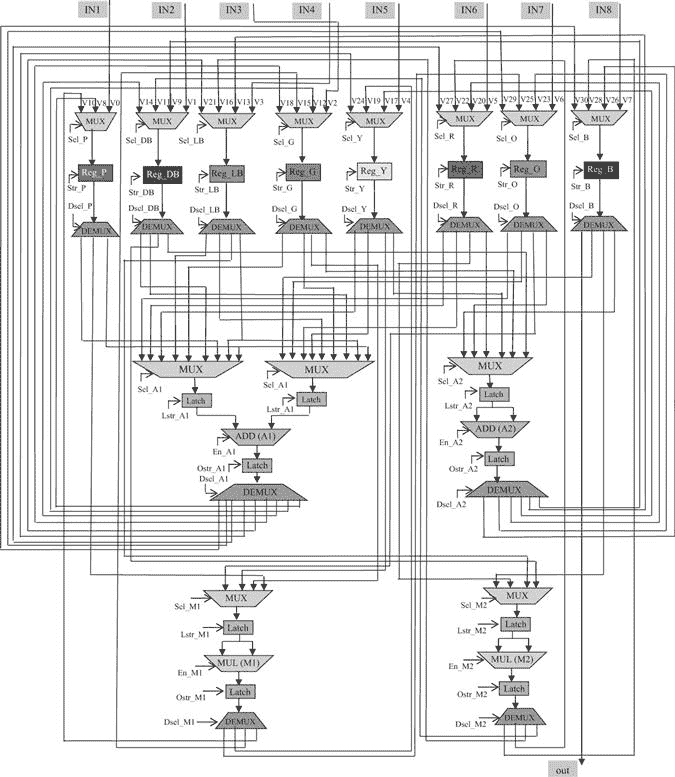 IN1 IN2 IN3 IN4 IN5 IN6 IN7 IN8
V10 V8 V0 V14 V11 V9 V1 V21 V16 V13 V3 V18 V15 V12 V2 V24 V19 V17 V4 V27 V22 V20 V5 V29 V25 V23 V6 V30 V28 V26 V7
MUX MUX MUX MUX MUX MUX MUX MUX
Sel_P Sel_DB Sel_LB Sel_G Sel_Y Sel_R Sel_O Sel_B
Reg_P Reg_DB Reg_LB Reg_G Reg_Y Reg_R Reg_O Reg_B
Str_P Str_DB Str_LB Str_G Str_Y Str_R Str_O Str_B
Dsel_P Dsel_DB Dsel_LB Dsel_G Dsel_Y Dsel_R Dsel_O Dsel_B
DEMUX DEMUX DEMUX DEMUX DEMUX DEMUX DEMUX DEMUX
MUX MUX MUX
Sel_A1 Sel_A1 Sel_A2
Latch Latch Latch
Lstr_A1 Lstr_A1 Lstr_A2
ADD (A1) ADD (A2)
En_A1 En_A2
Latch Latch
Ostr_A1 Ostr_A2
Dsel_A1 Dsel_A2
DEMUX DEMUX
MUX MUX
Sel_M1 Sel_M2
Latch Latch
Lstr_M1 Lstr_M2
MUL (M1) MUL (M2)
En_M1 En_M2
Latch Latch
Ostr_M1 Ostr_M2
Dsel_M1 DEMUX Dsel_M2 DEMUX
out